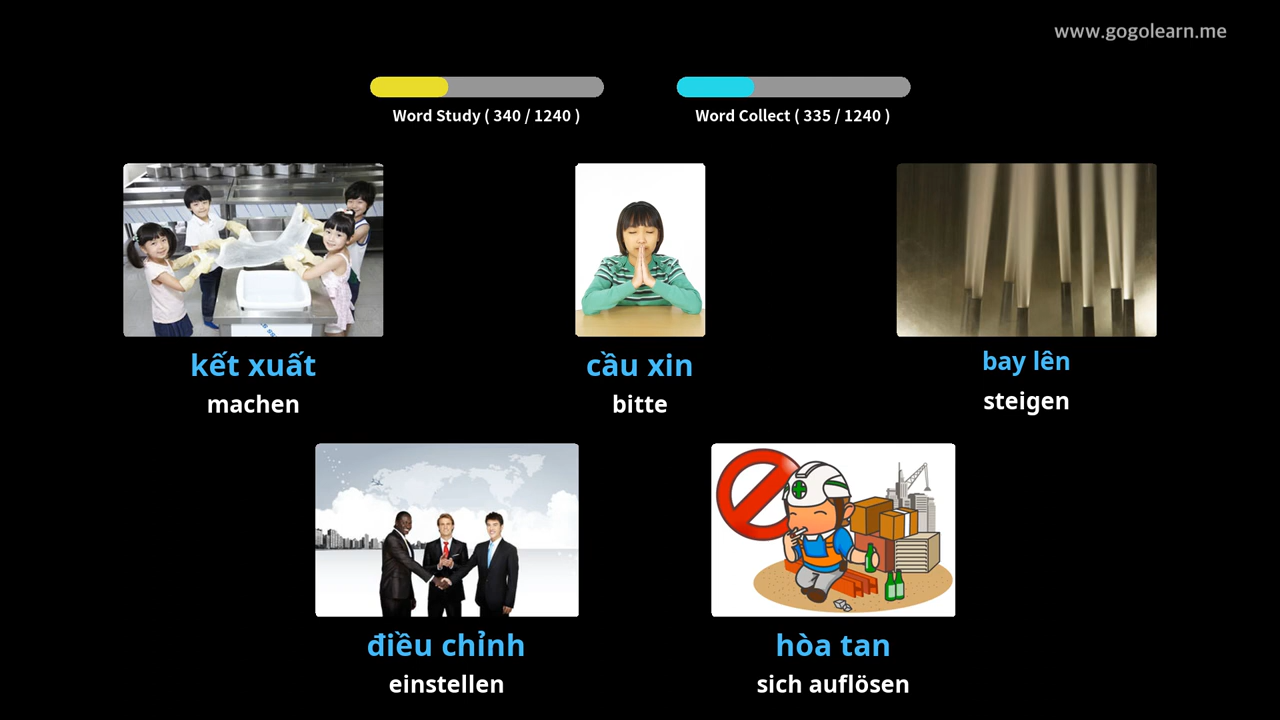 www.gogolearn.me
Word Study ( 340 / 1240 )
Word Collect ( 335 / 1240 )
kết xuất
machen
cầu xin
bitte
bay lên
steigen
điều chỉnh
einstellen
hòa tan
sich auflösen